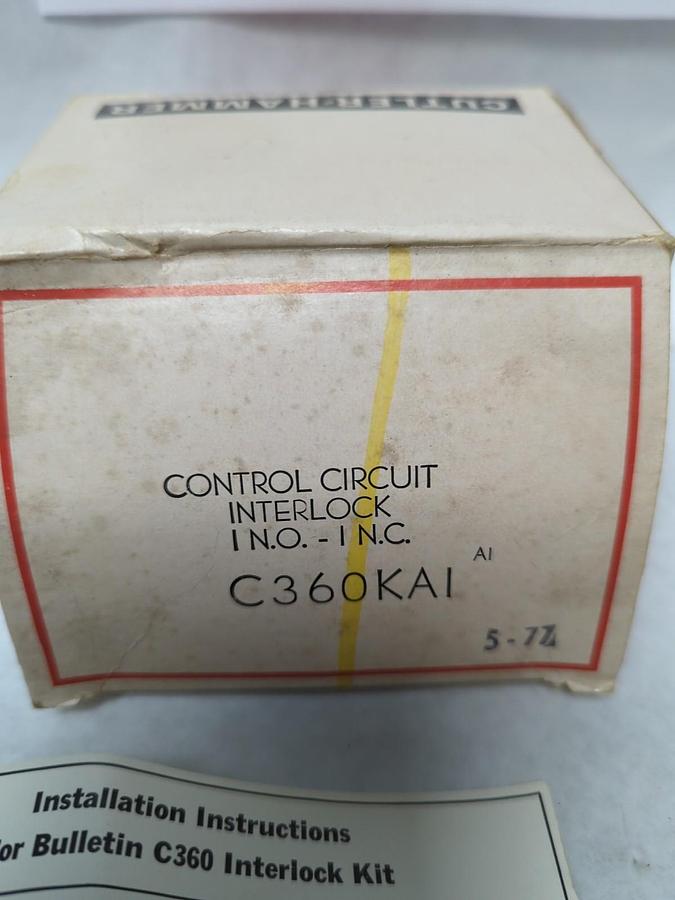 CUTLER-HAMMER
CONTROL CIRCUIT
INTERLOCK
1 N.O. - 1 N.C.
A1
C360KA1
Installation Instructions
or Bulletin C360 Interlock Kit